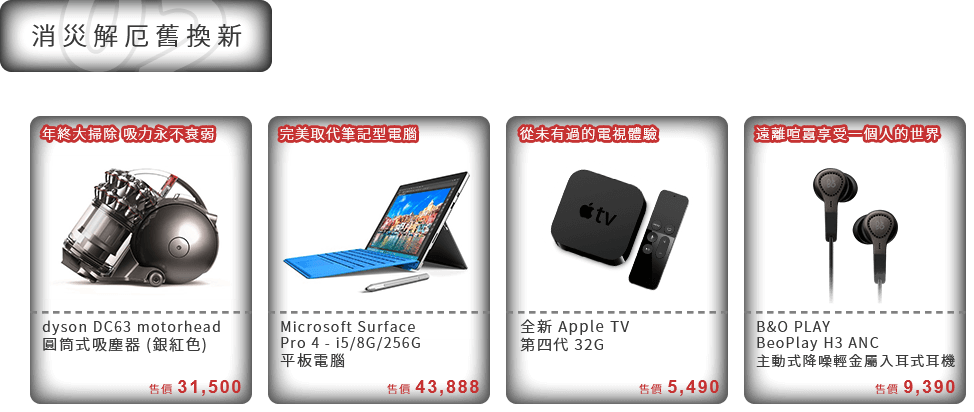 02
消災解厄舊換新
年終大掃除 吸力永不衰弱
dyson DC63 motorhead
圓筒式吸塵器 (銀紅色)
售價 31,500
完美取代筆記型電腦
Microsoft Surface
Pro 4 - i5/8G/256G
平板電腦
售價 43,888
從未有過的電視體驗
tv
全新 Apple TV
第四代 32G
售價 5,490
遠離喧囂享受一個人的世界
B&O PLAY
BeoPlay H3 ANC
主動式降噪輕金屬入耳式耳機
售價 9,390